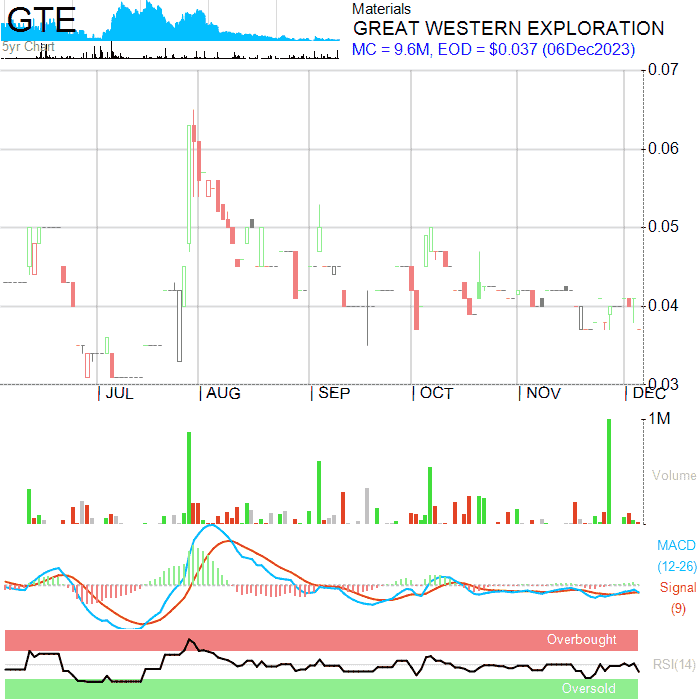 GTE
5yr Chart
Materials
GREAT WESTERN EXPLORATION
MC = 9.6M, EOD = $0.037 (06Dec2023)
0.07
0.06
0.05
0.04
0.03
JUL AUG SEP OCT NOV DEC
1M
Volume
MACD
(12-26)
Signal
(9)
Overbought
RSI(14)
Oversold